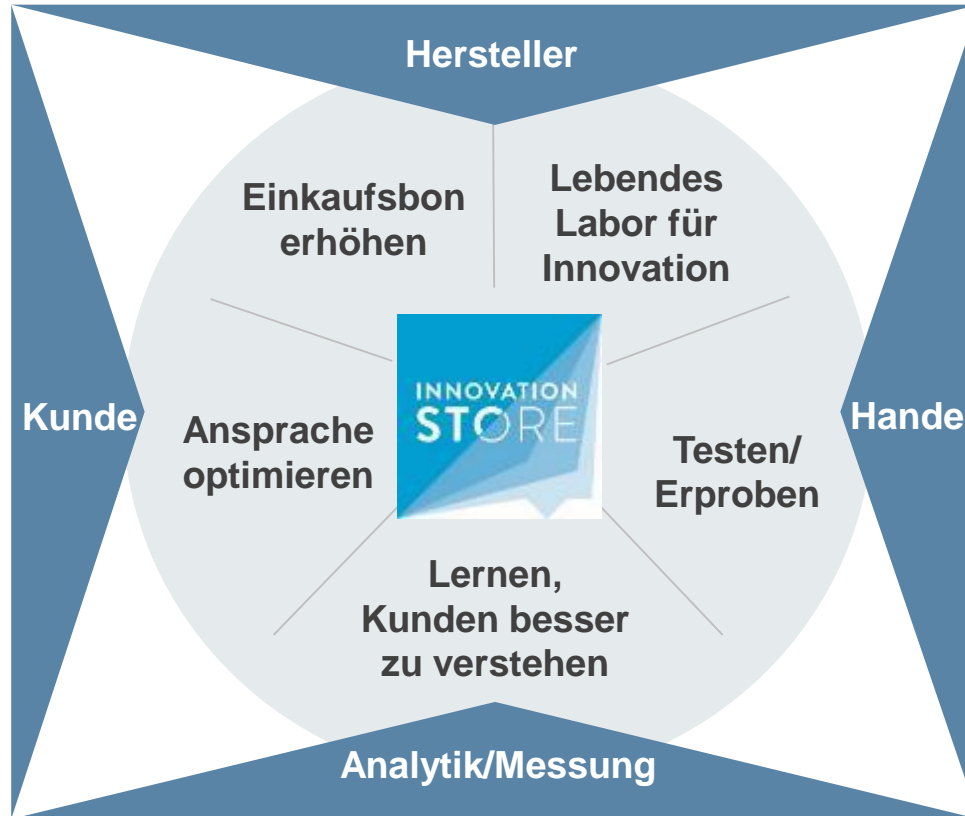 Hersteller
Einkaufsbon
erhöhen
Lebendes
Labor für
Innovation
Kunde
Ansprache
optimieren
INNOVATION
STORE
Testen/
Erproben
Hande
Lernen,
Kunden besser
zu verstehen
Analytik/Messung